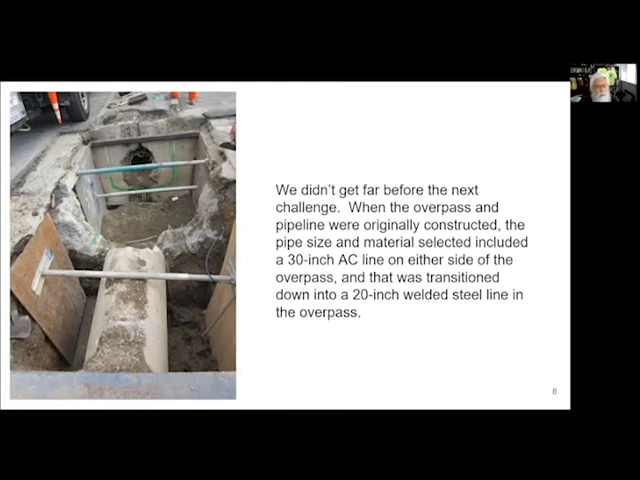 We didn't get far before the next
challenge.  When the overpass and
pipeline were originally constructed, the
pipe size and material selected included
a 30-inch AC line on either side of the
overpass, and that was transitioned
down into a 20-inch welded steel line in
the overpass.
8